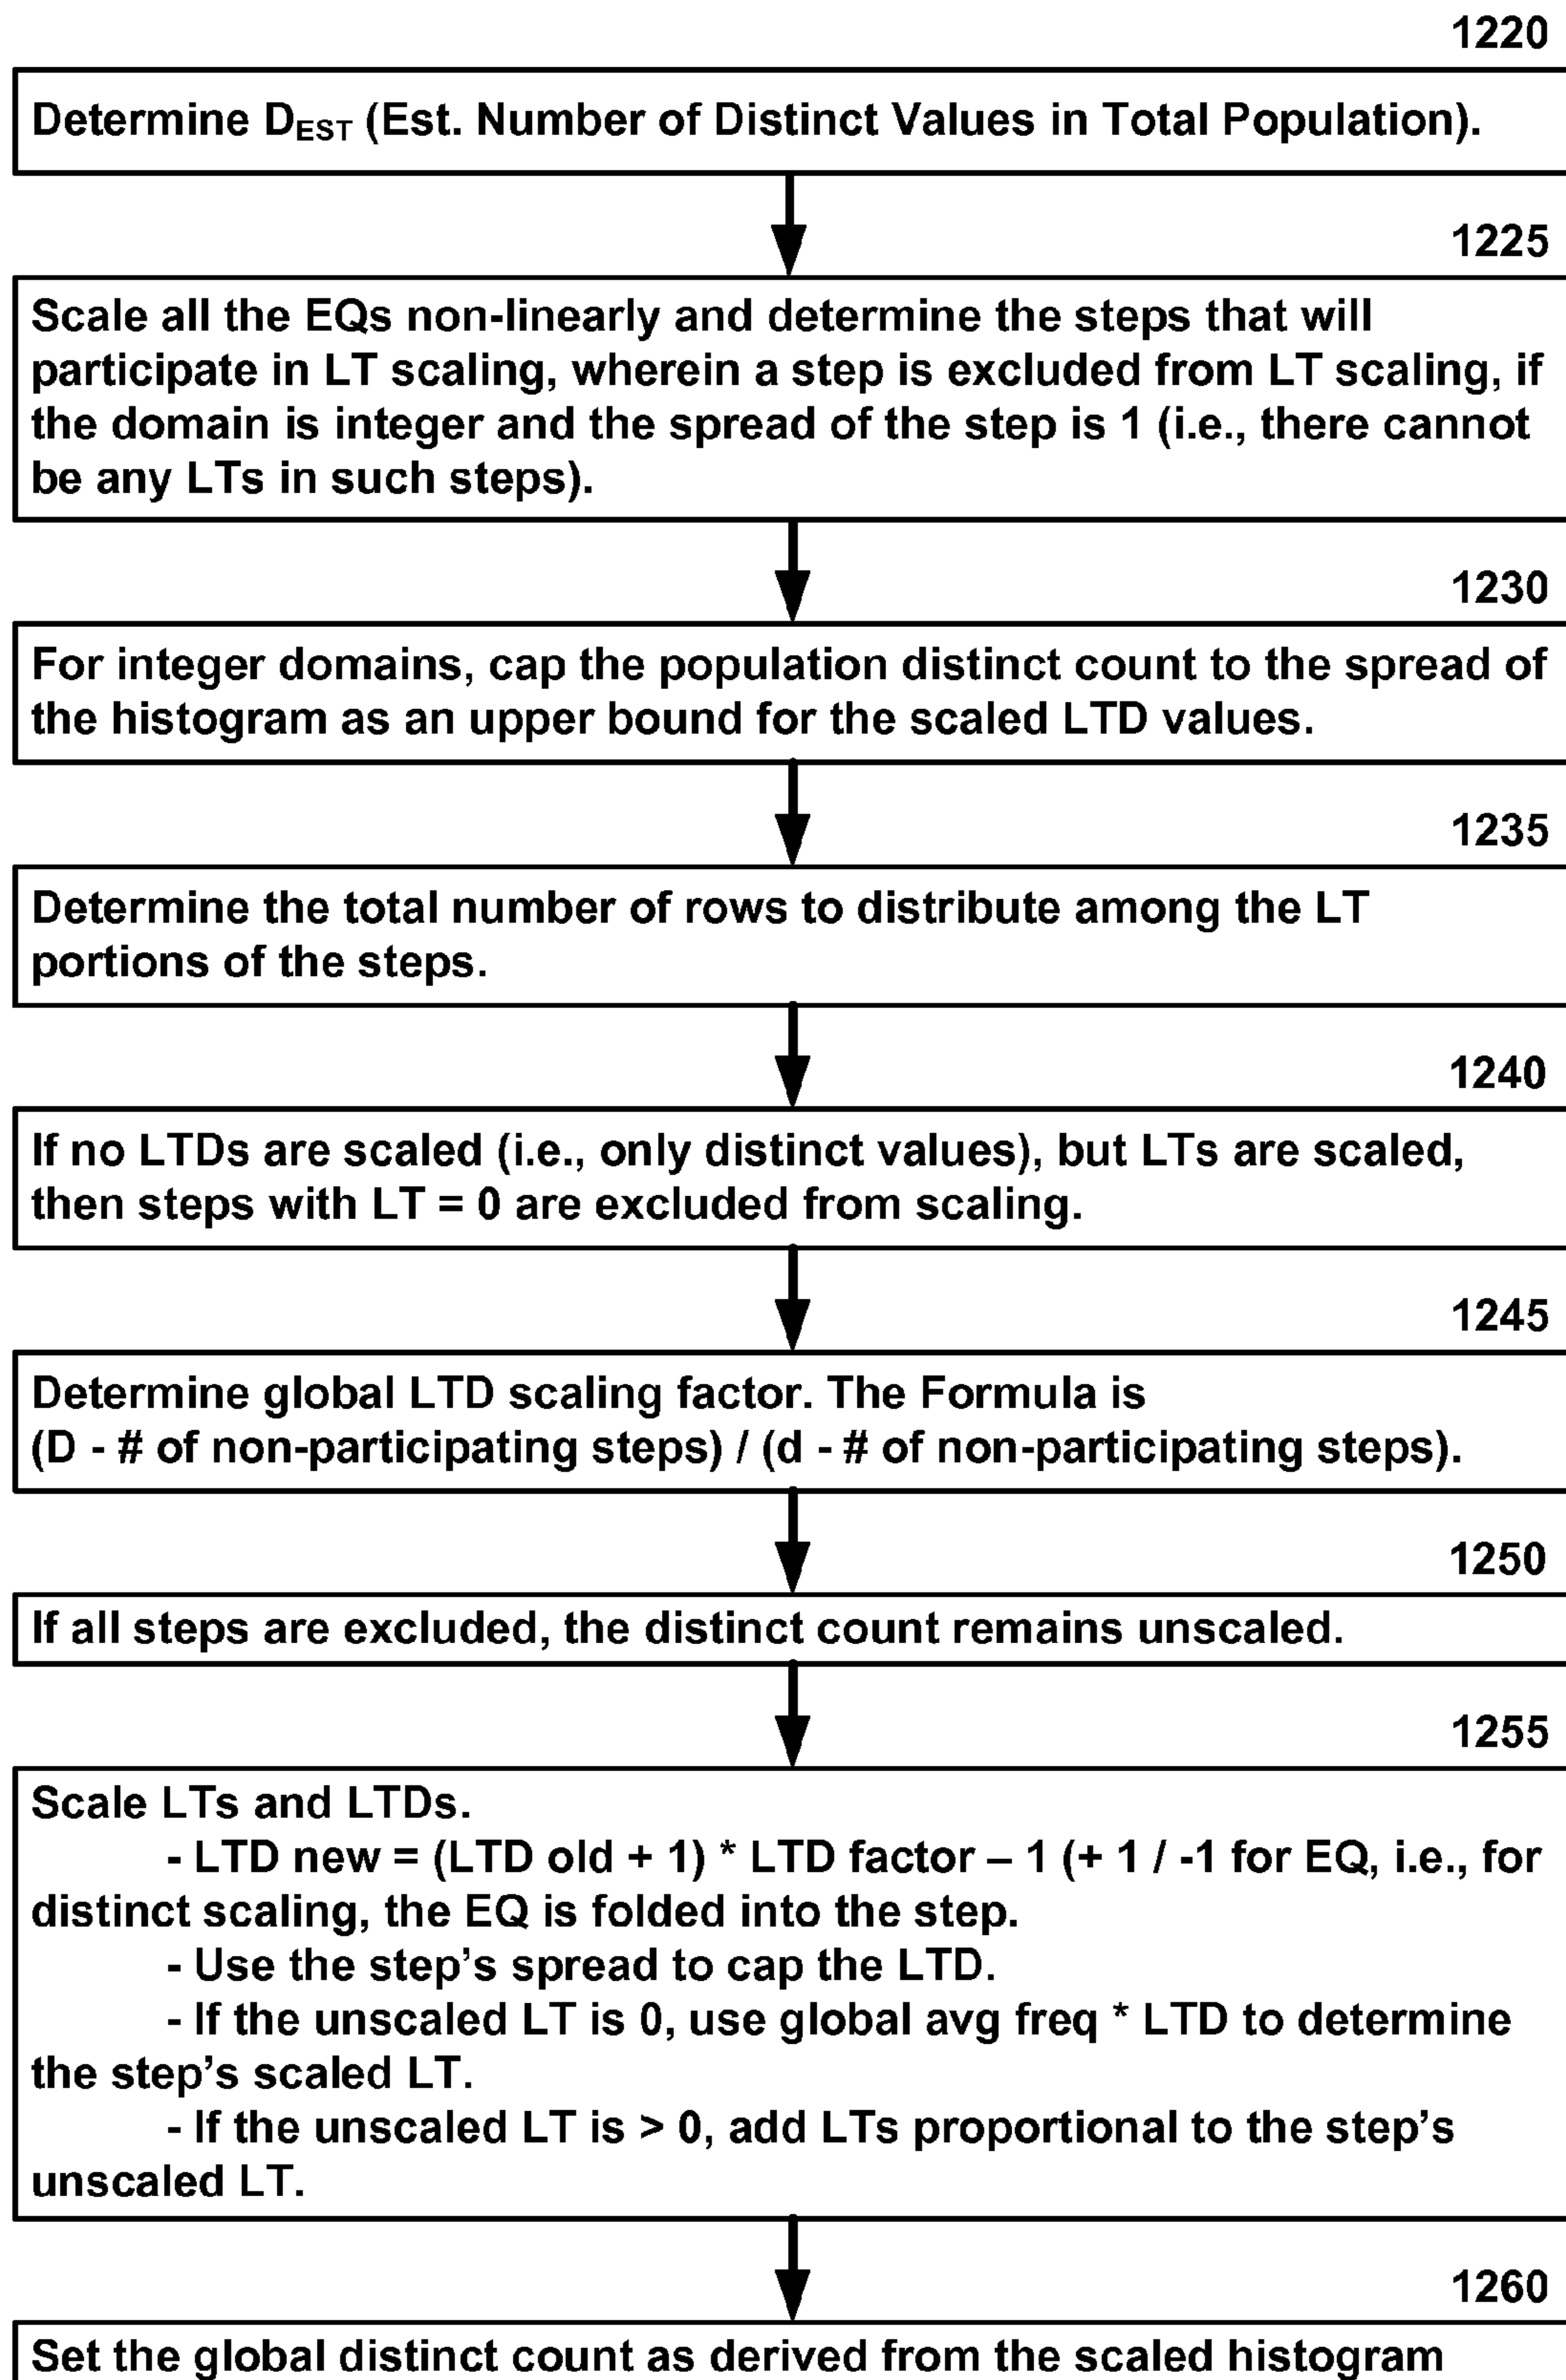 1220
Determine DEST (Est. Number of Distinct Values in Total Population).
1225
Scale all the EQs non-linearly and determine the steps that will
participate in LT scaling, wherein a step is excluded from LT scaling, if
the domain is integer and the spread of the step is 1 (i.e., there cannot
be any LTs in such steps).
1230
For integer domains, cap the population distinct count to the spread of
the histogram as an upper bound for the scaled LTD values.
1235
Determine the total number of rows to distribute among the LT
portions of the steps.
1240
If no LTDs are scaled (i.e., only distinct values), but LTs are scaled,
then steps with LT = 0 are excluded from scaling.
1245
Determine global LTD scaling factor. The Formula is
(D - # of non-participating steps) / (d - # of non-participating steps).
1250
If all steps are excluded, the distinct count remains unscaled.
1255
Scale LTs and LTDs.
- LTD new = (LTD old + 1) * LTD factor – 1 (+ 1 / -1 for EQ, i.e., for
distinct scaling, the EQ is folded into the step.
- Use the step's spread to cap the LTD.
- If the unscaled LT is 0, use global avg freq * LTD to determine
the step's scaled LT.
- If the unscaled LT is > 0, add LTs proportional to the step's
unscaled LT.
1260
Set the global distinct count as derived from the scaled histogram